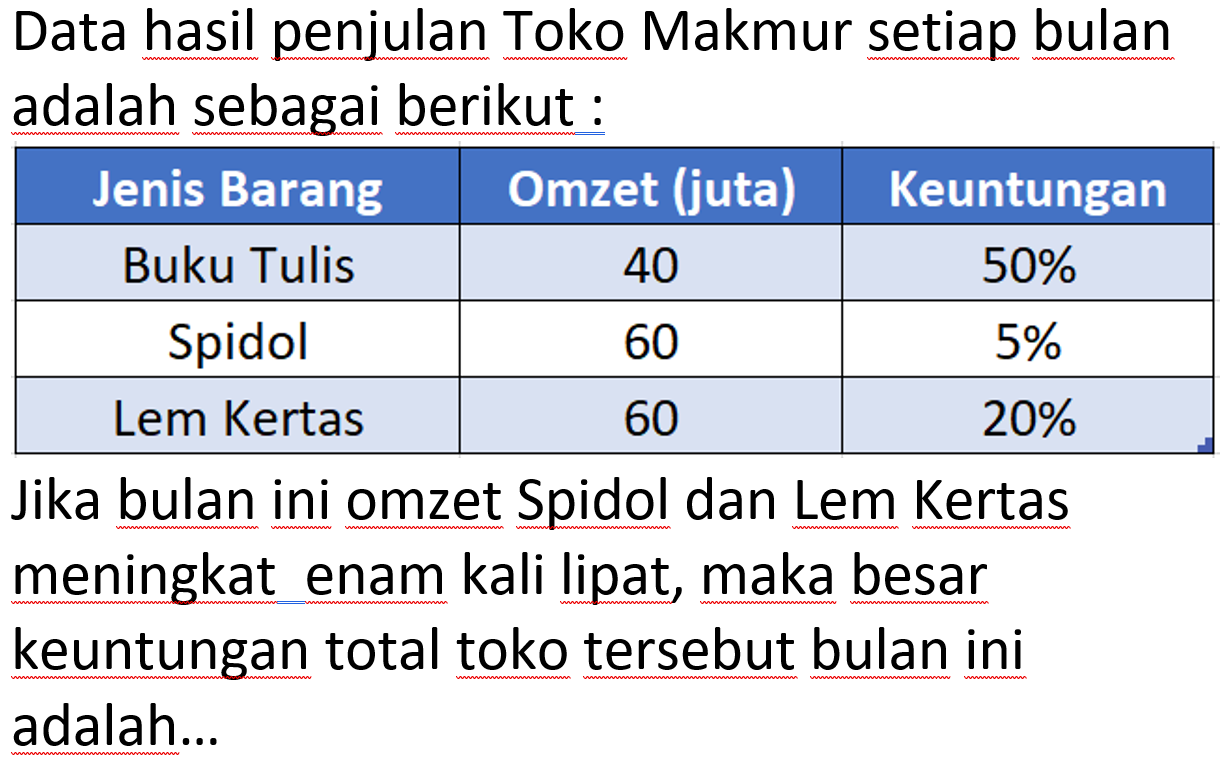 Data hasil penjulan Toko Makmur setiap bulan
adalah sebagai berikut :
Jenis Barang Omzet (juta) Keuntungan
Buku Tulis 40 50%
Spidol 60 5%
Lem Kertas 60 20%
Jika bulan ini omzet Spidol dan Lem Kertas
meningkat enam kali lipat, maka besar
keuntungan total toko tersebut bulan ini
adalah...